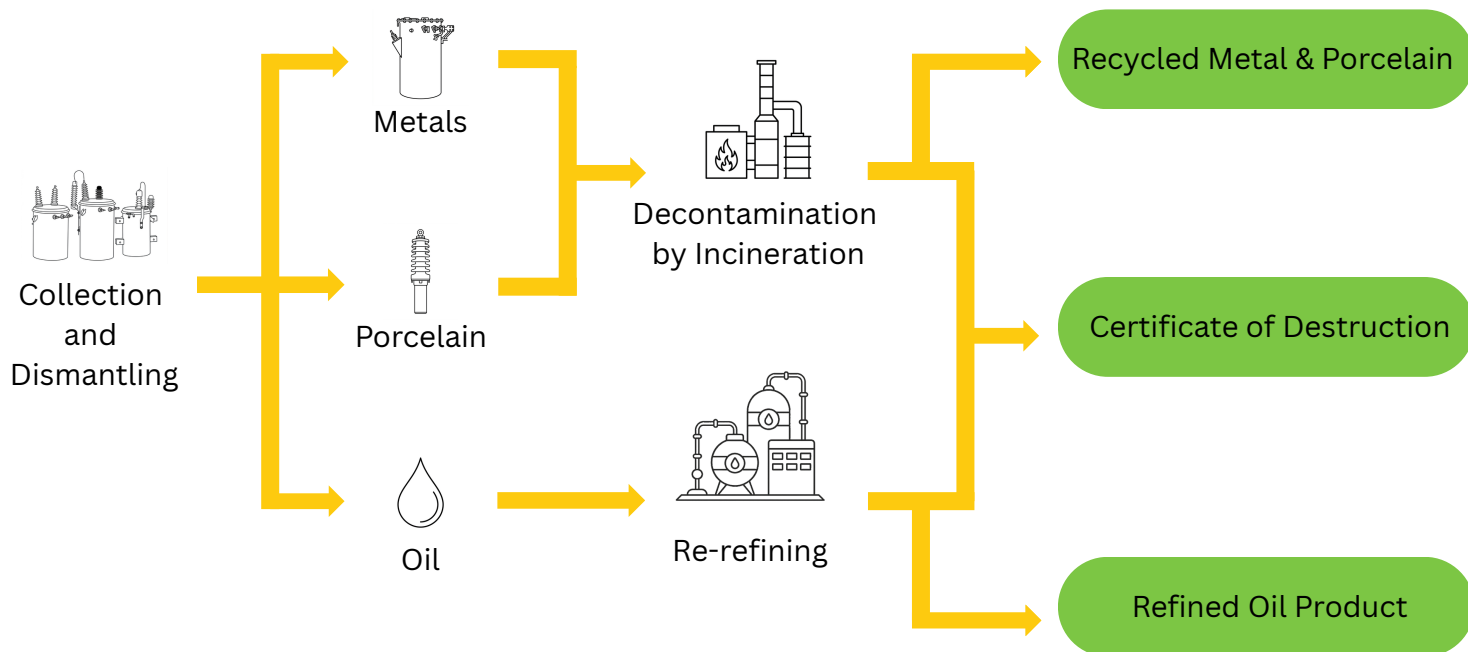 Collection
and
Dismantling
Metals
Porcelain
Oil
Decontamination
by Incineration
Re-refining
Recycled Metal & Porcelain
Certificate of Destruction
Refined Oil Product